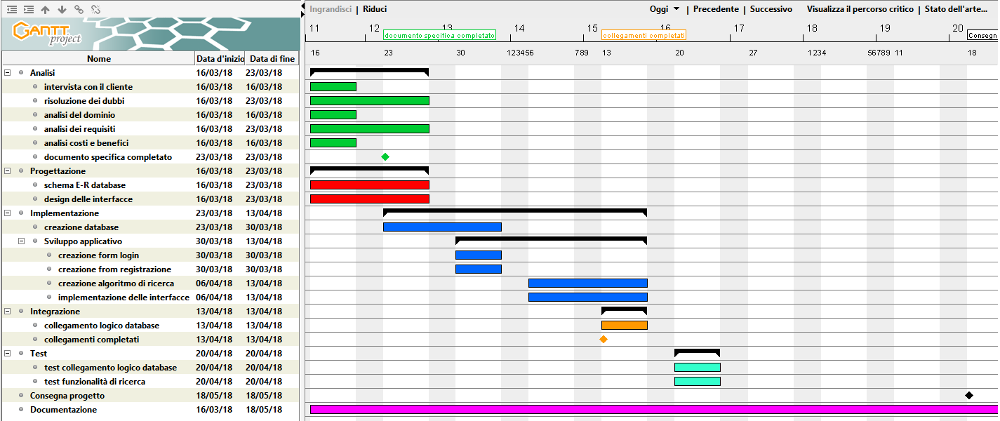 Ingrandisci | Riduci
Oggi | Precedente | Successivo
Visualizza il percorso critico | Stato dell'arte...
GANTT project
11 12 13 14 15 16 17 18 19 20
documento specifica completato
collegamenti completati
Consegn
16 23 30 123456 789 13 20 27 1234 56789 11 18
Nome Data d'inizio Data di fine
Analisi 16/03/18 23/03/18
intervista con il cliente 16/03/18 16/03/18
risoluzione dei dubbi 16/03/18 23/03/18
analisi del dominio 16/03/18 16/03/18
analisi dei requisiti 16/03/18 23/03/18
analisi costi e benefici 16/03/18 16/03/18
documento specifica completato 23/03/18 23/03/18
Progettazione 16/03/18 23/03/18
schema E-R database 16/03/18 23/03/18
design delle interfacce 16/03/18 23/03/18
Implementazione 23/03/18 13/04/18
creazione database 23/03/18 30/03/18
Sviluppo applicativo 30/03/18 13/04/18
creazione form login 30/03/18 30/03/18
creazione from registrazione 30/03/18 30/03/18
creazione algoritmo di ricerca 06/04/18 13/04/18
implementazione delle interfacce 06/04/18 13/04/18
Integrazione 13/04/18 13/04/18
collegamento logico database 13/04/18 13/04/18
collegamenti completati 13/04/18 13/04/18
Test 20/04/18 20/04/18
test collegamento logico database 20/04/18 20/04/18
test funzionalità di ricerca 20/04/18 20/04/18
Consegna progetto 18/05/18 18/05/18
Documentazione 16/03/18 18/05/18